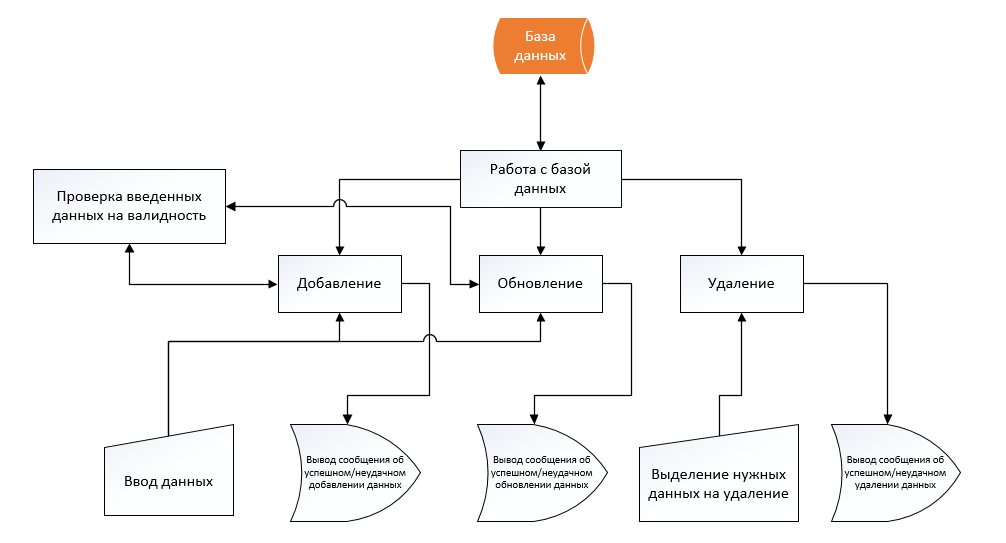 База
данных
Работа с базой
данных
Проверка введенных
данных на валидность
Добавление
Обновление
Удаление
Ввод данных
Вывод сообщения об
успешном/неудачном
добавлении данных
Вывод сообщения об
успешном/неудачном
обновлении данных
Выделение нужных
данных на удаление
Вывод сообщения об
успешном/неудачном
удалении данных